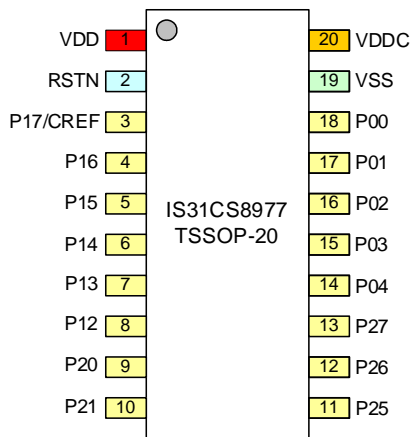 VDD 1 20 VDDC
RSTN 2 19 VSS
P17/CREF 3 18 P00
P16 4 17 P01
P15 5 16 P02
IS31CS8977
TSSOP-20
P14 6 15 P03
P13 7 14 P04
P12 8 13 P27
P20 9 12 P26
P21 10 11 P25